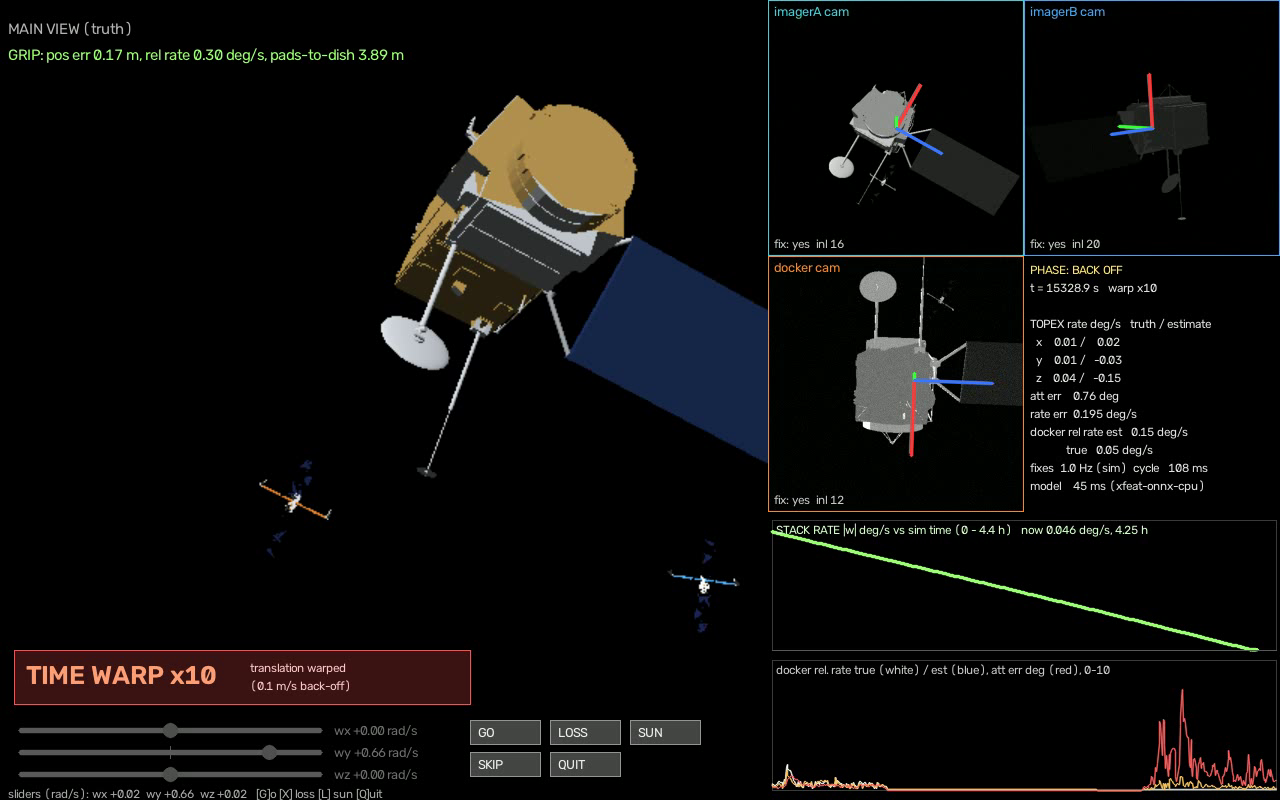 MAIN VIEW (truth)
GRIP: pos err 0.17 m, rel rate 0.30 deg/s, pads-to-dish 3.89 m
imagerA cam
fix: yes inl 16
imagerB cam
fix: yes inl 20
docker cam
fix: yes inl 12
PHASE: BACK OFF
t = 15328.9 s warp x10
TOPEX rate deg/s truth / estimate
x 0.01 / 0.02
y 0.01 / -0.03
z 0.04 / -0.15
att err 0.76 deg
rate err 0.195 deg/s
docker rel rate est 0.15 deg/s
true 0.05 deg/s
fixes 1.0 Hz (sim) cycle 108 ms
model 45 ms (xfeat-onnx-cpu)
STACK RATE |w| deg/s vs sim time (0 - 4.4 h) now 0.046 deg/s, 4.25 h
docker rel. rate true (white) / est (blue), att err deg (red), 0-10
TIME WARP x10
translation warped
(0.1 m/s back-off)
wx +0.00 rad/s
wy +0.66 rad/s
wz +0.00 rad/s
GO
LOSS
SUN
SKIP
QUIT
sliders (rad/s): wx +0.02 wy +0.66 wz +0.02 [G]o [X] loss [L] sun [Q]uit